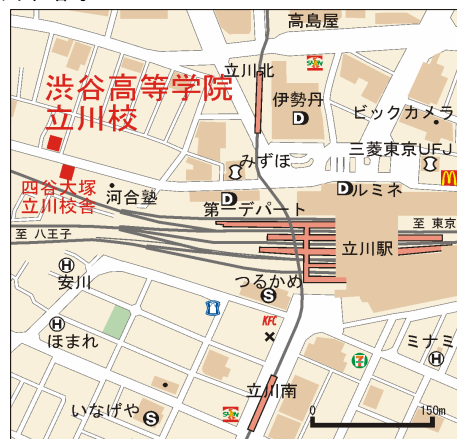 高島屋
立川北
渋谷高等学院
立川校
伊勢丹
D
ビックカメラ
みずほ
三菱東京UFJ
四谷大塚
立川校舎
河合塾
D
D
ルミネ
第一デパート
至 東京
至 八王子
立川駅
H
安川
つるかめ
S
KFC
H
ほまれ
ミナミ
H
7
立川南
いなげや
S
0
150m